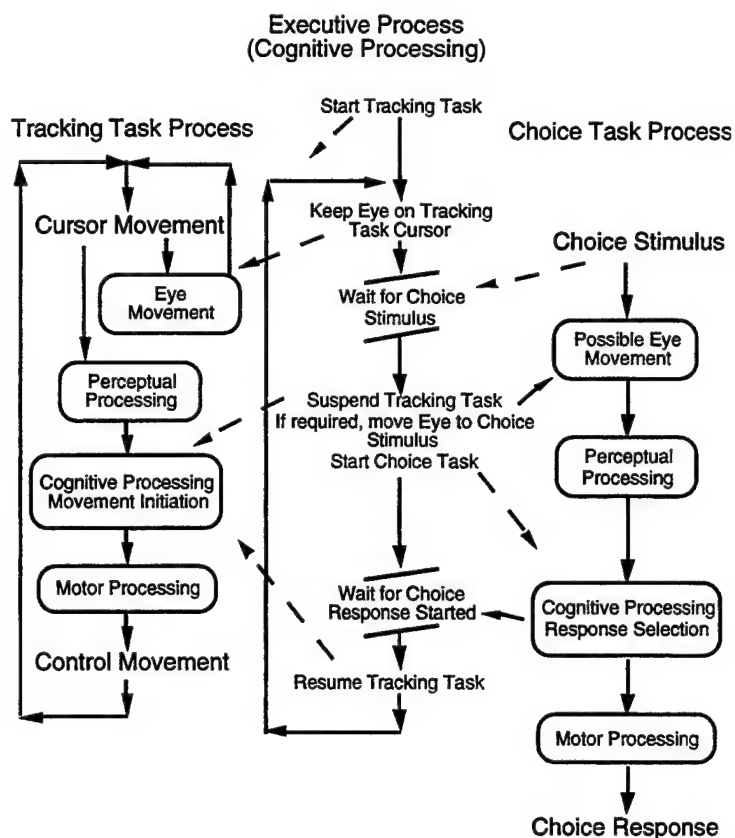 Executive Process
(Cognitive Processing)
Start Tracking Task
Tracking Task Process
Choice Task Process
Cursor Movement
Keep Eye on Tracking
Task Cursor
Choice Stimulus
Eye
Movement
Wait for Choice
Stimulus
Possible Eye
Movement
Perceptual
Processing
Suspend Tracking Task
If required, move Eye to Choice
Stimulus
Start Choice Task
Perceptual
Processing
Cognitive Processing
Movement Initiation
Motor Processing
Wait for Choice
Response Started
Cognitive Processing
Response Selection
Control Movement
Resume Tracking Task
Motor Processing
Choice Response